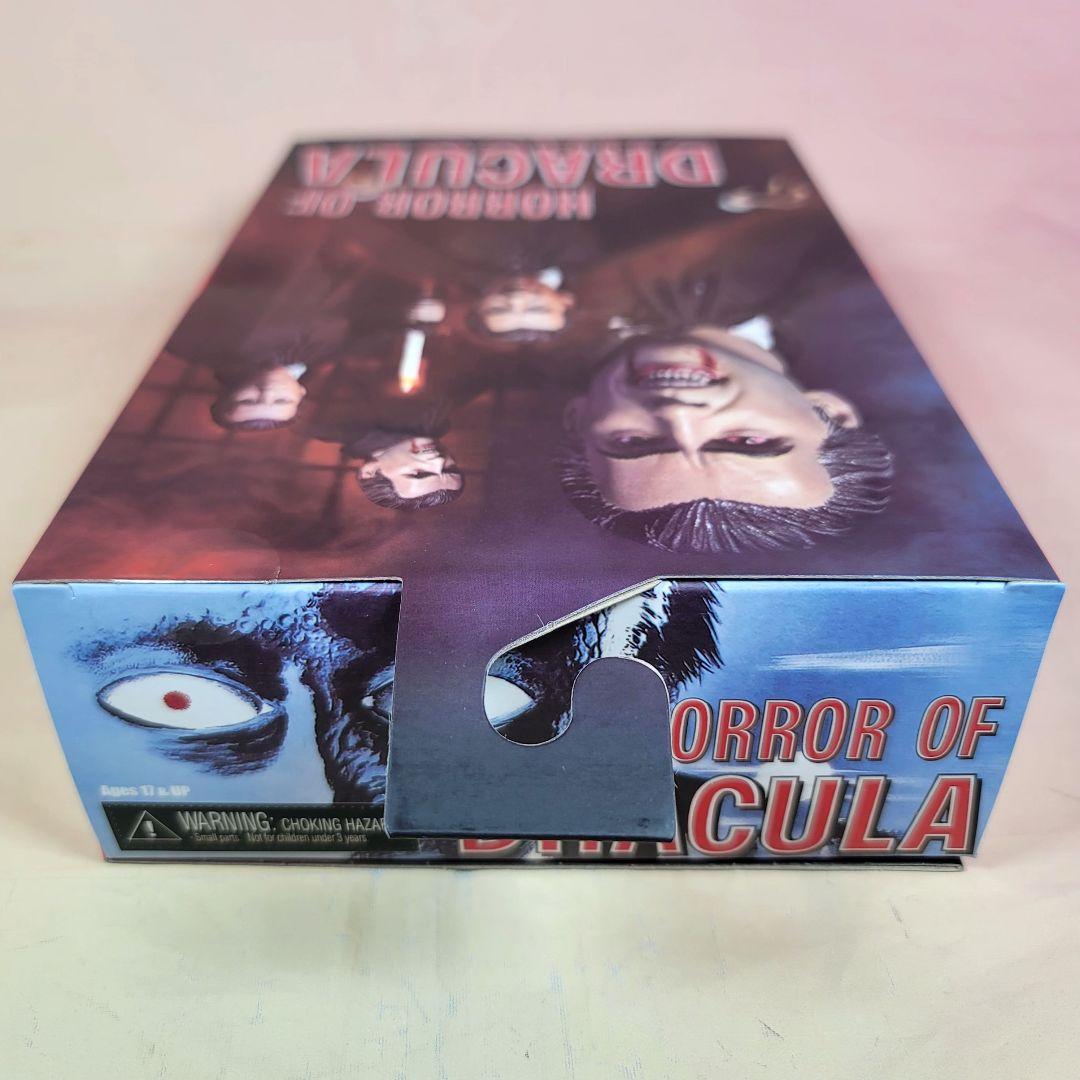 HORROR OF
DRACULA
ORROR OF
DRACULA
Ages 17 & UP
WARNING: CHOKING HAZAR
Small parts Not for children under 3 years